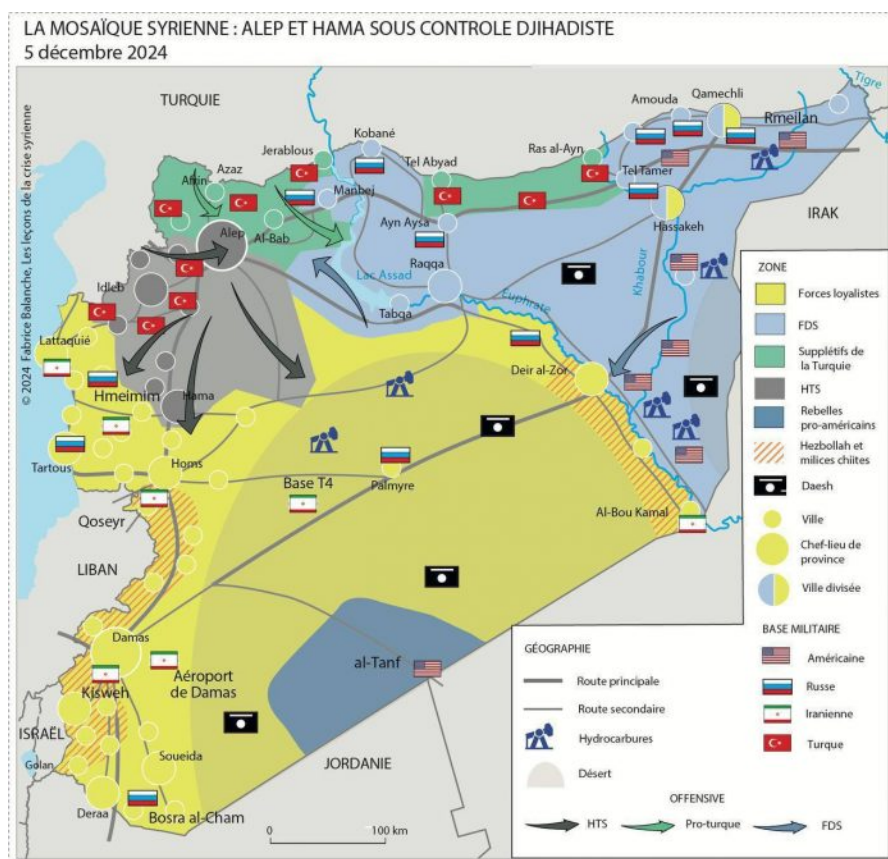 LA MOSAÏQUE SYRIENNE : ALEP ET HAMA SOUS CONTROLE DJIHADISTE
5 décembre 2024
© 2024 Fabrice Balanche, Les leçons de la crise syrienne
TURQUIE
Tigre
Qamechli
Amouda
Rmeilan
Kobané
Jerablous
Ras al-Ayn
Tel Abyad
Azaz
Afrin
Tel Tamer
Manbej
IRAK
Alep
Al-Bab
Ayn Aysa
Hassakeh
Raqqa
Khabour
Lac Assad
Idleb
Euphrate
Tabqa
Lattaquié
Deir al-Zor
Hmeimim
Hama
Homs
Tartous
Palmyre
Base T4
Al-Bou Kamal
Qoseyr
LIBAN
Damas
al-Tanf
Aéroport
de Damas
Kisweh
ISRAËL
Soueida
Golan
JORDANIE
Deraa
Bosra al-Cham
0
100 km
ZONE
Forces loyalistes
FDS
Supplétifs de
la Turquie
HTS
Rebelles
pro-américains
Hezbollah et
milices chiites
Daesh
Ville
Chef-lieu de
province
Ville divisée
BASE MILITAIRE
Américaine
Russe
Iranienne
Turque
GÉOGRAPHIE
Route principale
Route secondaire
Hydrocarbures
Désert
OFFENSIVE
HTS
Pro-turque
FDS